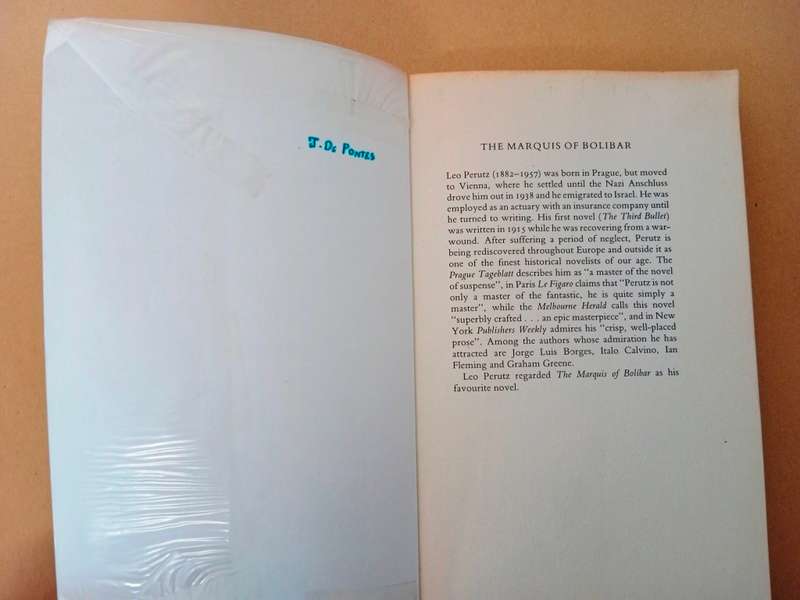 J. De Pontes
THE MARQUIS OF BOLIBAR
Leo Perutz (1882–1957) was born in Prague, but moved
to Vienna, where he settled until the Nazi Anschluss
drove him out in 1938 and he emigrated to Israel. He was
employed as an actuary with an insurance company until
he turned to writing. His first novel (The Third Bullet)
was written in 1915 while he was recovering from a war-
wound. After suffering a period of neglect, Perutz is
being rediscovered throughout Europe and outside it as
one of the finest historical novelists of our age. The
Prague Tageblatt describes him as "a master of the novel
of suspense", in Paris Le Figaro claims that "Perutz is not
only a master of the fantastic, he is quite simply a
master", while the Melbourne Herald calls this novel
"superbly crafted . . . an epic masterpiece", and in New
York Publishers Weekly admires his "crisp, well-placed
prose". Among the authors whose admiration he has
attracted are Jorge Luis Borges, Italo Calvino, Ian
Fleming and Graham Greene.
Leo Perutz regarded The Marquis of Bolibar as his
favourite novel.